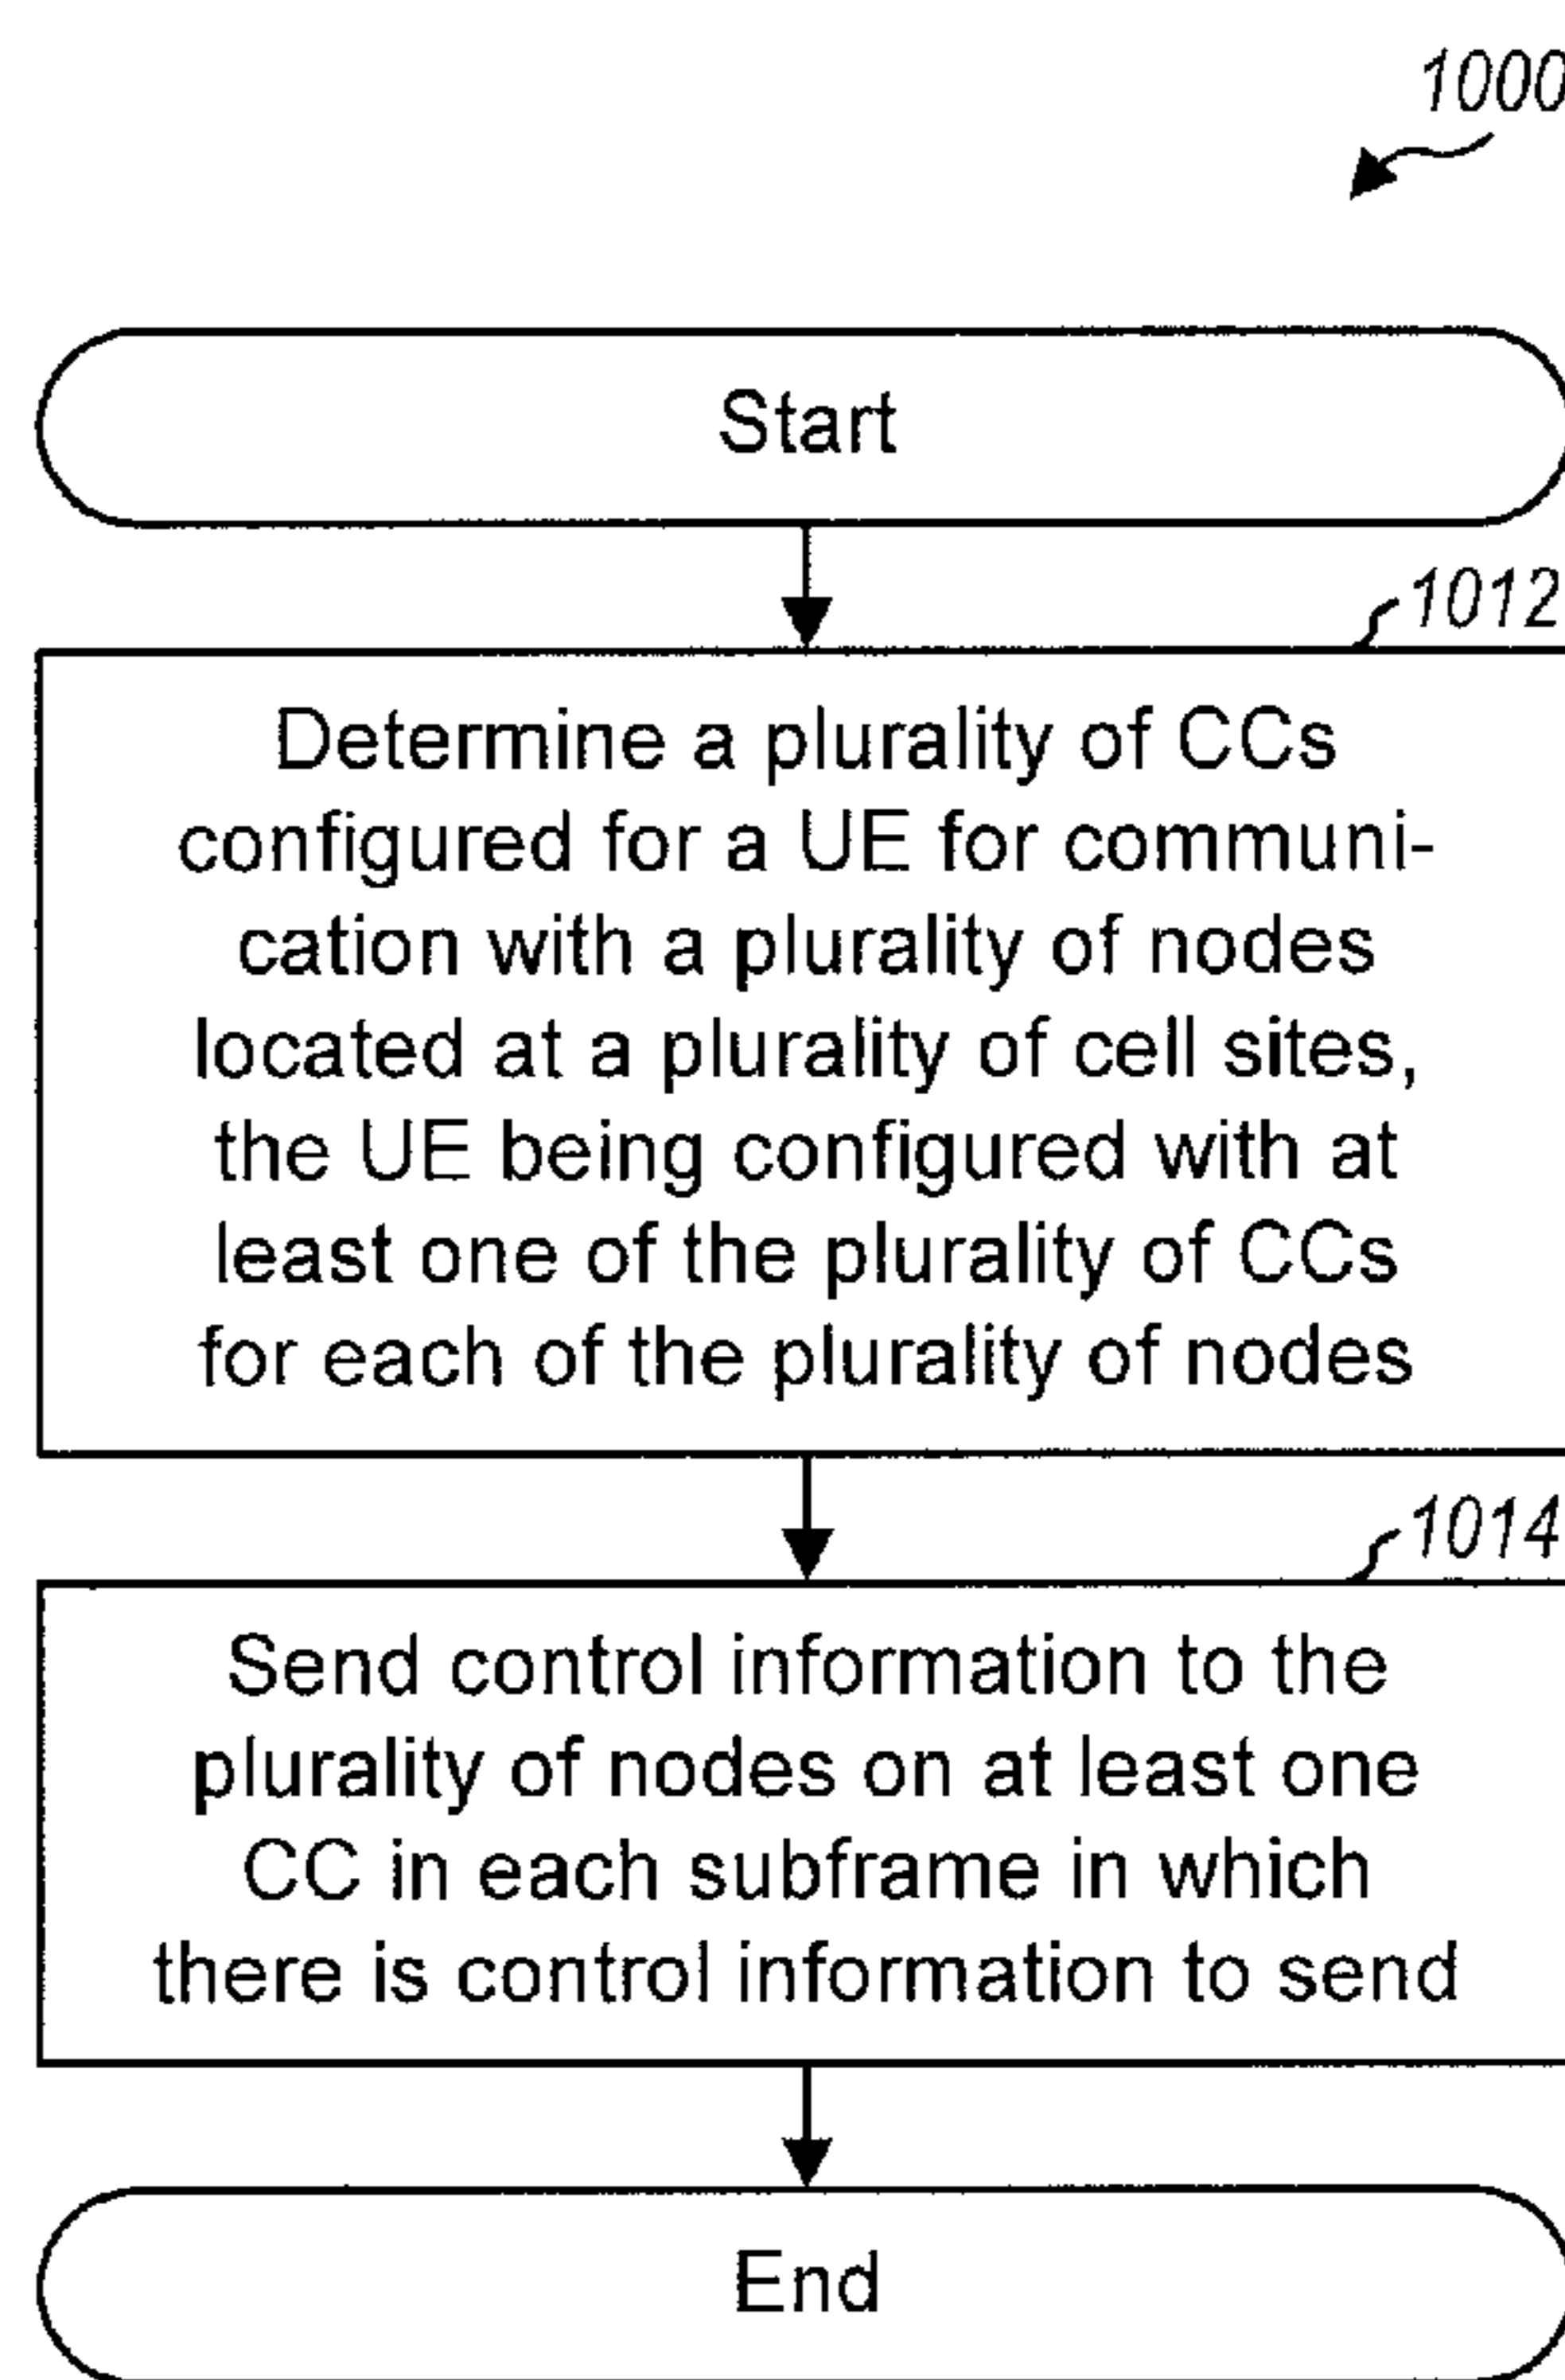 1000
Start
1012
Determine a plurality of CCs
configured for a UE for communi-
cation with a plurality of nodes
located at a plurality of cell sites,
the UE being configured with at
least one of the plurality of CCs
for each of the plurality of nodes
1014
Send control information to the
plurality of nodes on at least one
CC in each subframe in which
there is control information to send
End